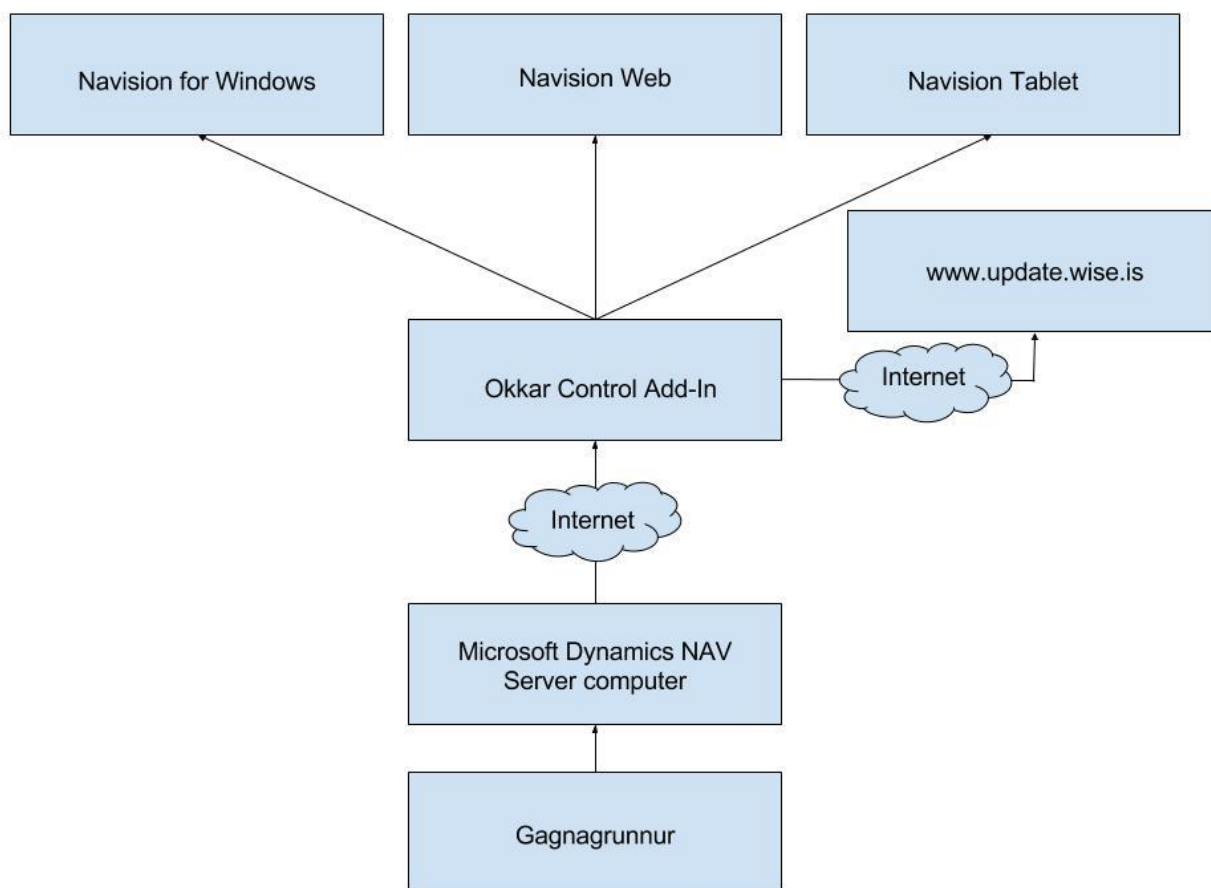 Navision for Windows
Navision Web
Navision Tablet
www.update.wise.is
Okkar Control Add-In
Internet
Internet
Microsoft Dynamics NAV
Server computer
Gagnagrunnur